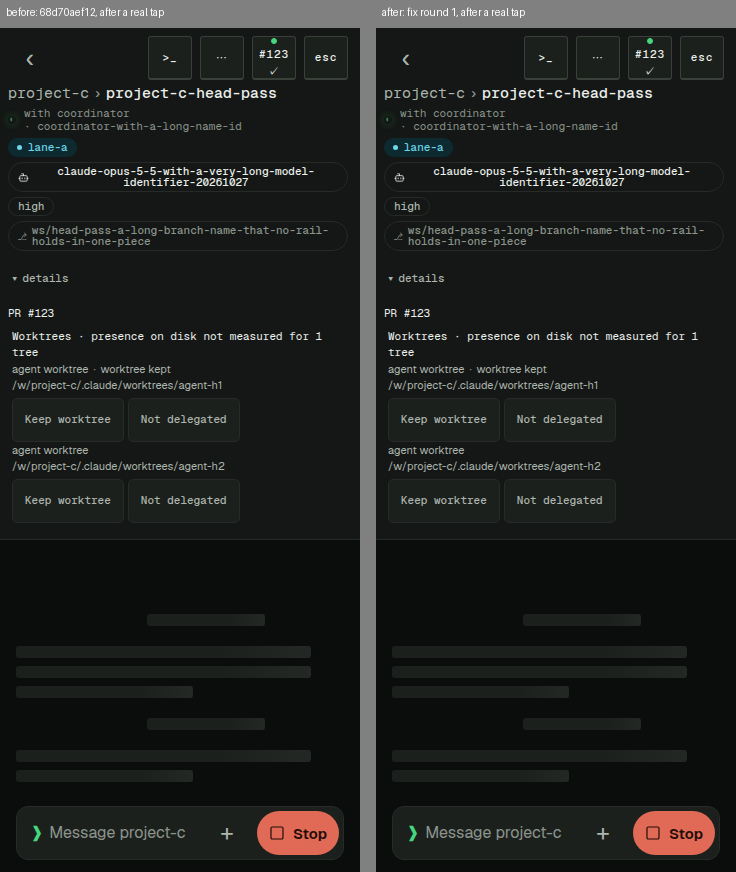 before: 68d70aef12, after a real tap
‹
>_
...
#123
✓
esc
project-c › project-c-head-pass
with coordinator
· coordinator-with-a-long-name-id
lane-a
claude-opus-5-5-with-a-very-long-model-
identifier-20261027
high
ws/head-pass-a-long-branch-name-that-no-rail-
holds-in-one-piece
▾ details
PR #123
Worktrees · presence on disk not measured for 1
tree
agent worktree · worktree kept
/w/project-c/.claude/worktrees/agent-h1
Keep worktree
Not delegated
agent worktree
/w/project-c/.claude/worktrees/agent-h2
Keep worktree
Not delegated
❯ Message project-c
+
Stop
after: fix round 1, after a real tap
‹
>_
...
#123
✓
esc
project-c › project-c-head-pass
with coordinator
· coordinator-with-a-long-name-id
lane-a
claude-opus-5-5-with-a-very-long-model-
identifier-20261027
high
ws/head-pass-a-long-branch-name-that-no-rail-
holds-in-one-piece
▾ details
PR #123
Worktrees · presence on disk not measured for 1
tree
agent worktree · worktree kept
/w/project-c/.claude/worktrees/agent-h1
Keep worktree
Not delegated
agent worktree
/w/project-c/.claude/worktrees/agent-h2
Keep worktree
Not delegated
❯ Message project-c
+
Stop